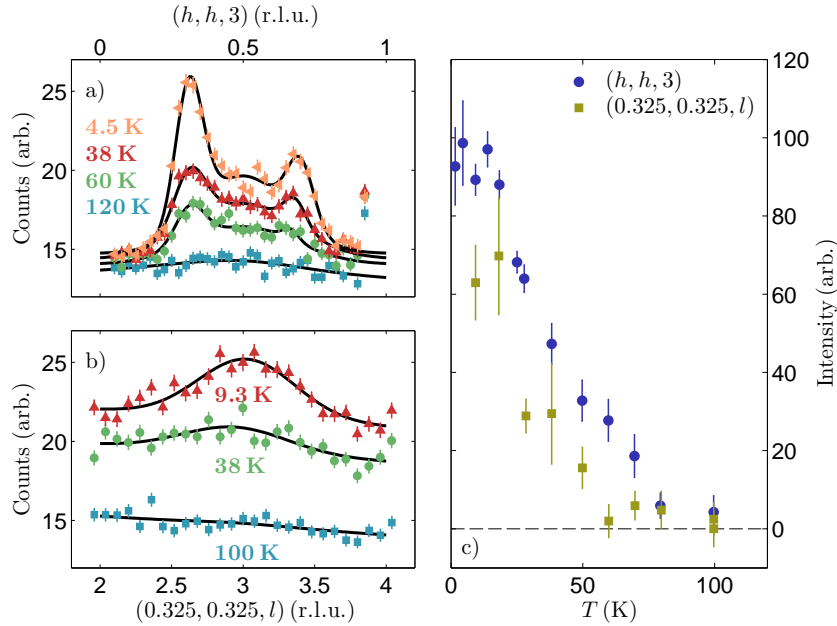 (h, h, 3) (r.l.u.)
0 0.5 1
a)
4.5 K
38 K
60 K
120 K
25
20
15
Counts (arb.)
b)
9.3 K
38 K
100 K
25
20
15
Counts (arb.)
2 2.5 3 3.5 4
(0.325, 0.325, l) (r.l.u.)
(h, h, 3)
(0.325, 0.325, l)
c)
120
100
80
60
40
20
0
Intensity (arb.)
0 50 100
T (K)